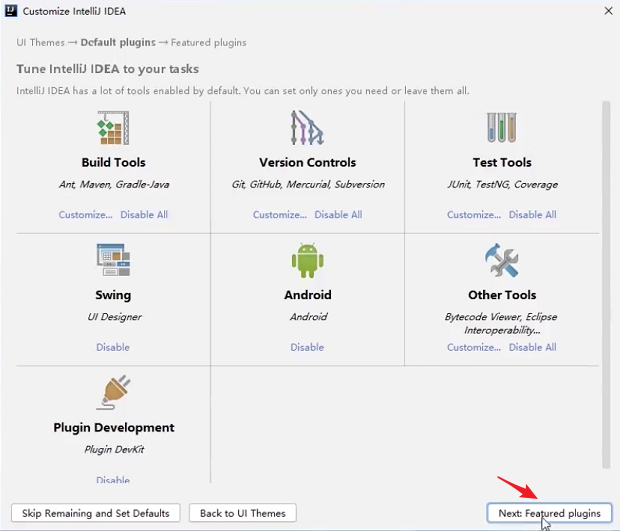 IJ
Customize IntelliJ IDEA
UI Themes → Default plugins → Featured plugins
Tune IntelliJ IDEA to your tasks
IntelliJ IDEA has a lot of tools enabled by default. You can set only ones you need or leave them all.
Build Tools
Ant, Maven, Gradle-Java
Customize... Disable All
Version Controls
Git, GitHub, Mercurial, Subversion
Customize... Disable All
Test Tools
JUnit, TestNG, Coverage
Customize... Disable All
Swing
UI Designer
Disable
Android
Android
Disable
Other Tools
Bytecode Viewer, Eclipse
Interoperability...
Customize... Disable All
Plugin Development
Plugin DevKit
Disable
Skip Remaining and Set Defaults
Back to UI Themes
Next: Featured plugins